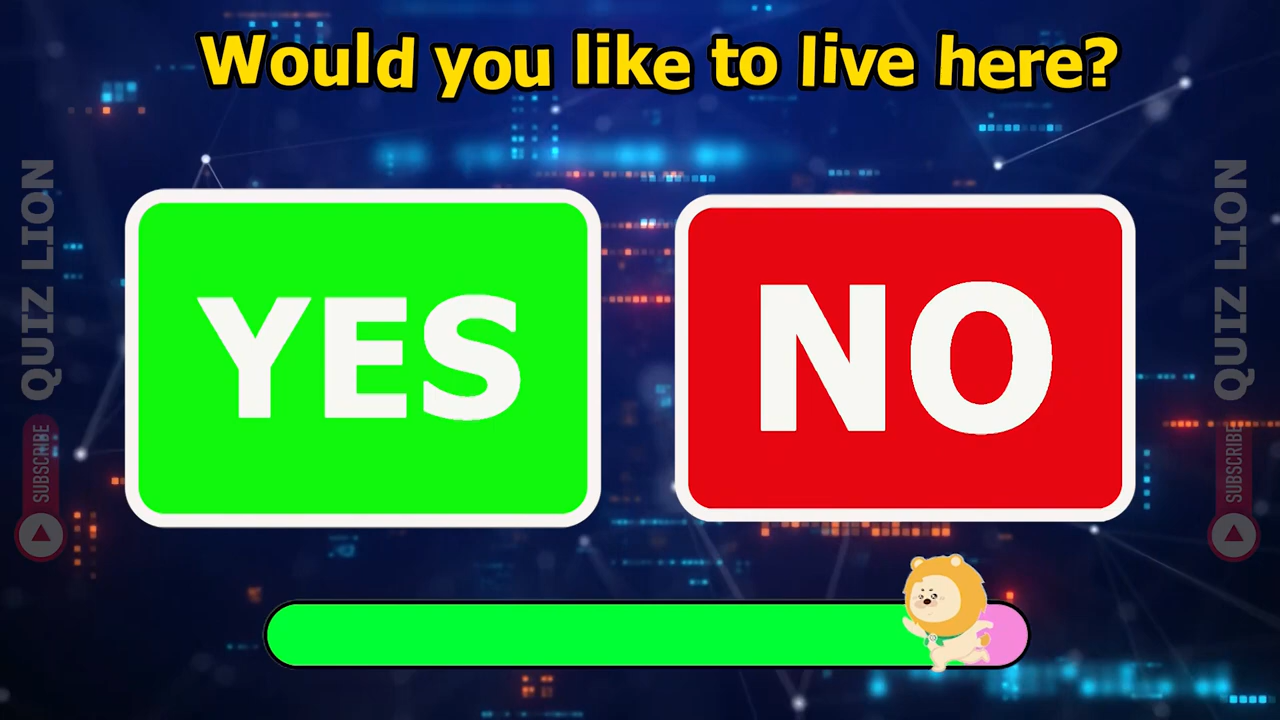 Would you like to live here?
YES
NO
QUIZ LION
SUBSCRIBE
QUIZ LION
SUBSCRIBE